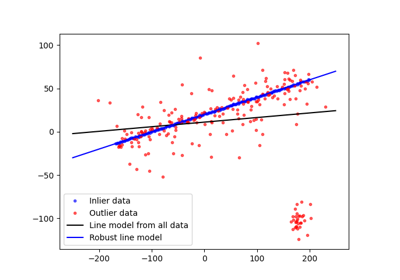 100
50
0
−50
−100
Inlier data
Outlier data
Line model from all data
Robust line model
−200
−100
0
100
200